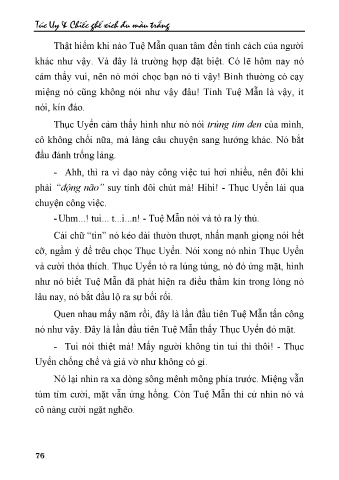 Túc Uy & Chiếc ghế xích đu màu trắng
Thật hiếm khi nào Tuệ Mẫn quan tâm đến tình cách của người
khác như vậy. Và đây là trường hợp đặt biệt. Có lẽ hôm nay nó
cảm thấy vui, nên nó mới chọc bạn nó tí vậy! Bình thường có cạy
miệng nó cũng không nói như vậy đâu! Tính Tuệ Mẫn là vậy, ít
nói, kín đáo.
Thục Uyển cảm thấy hình như nó nói trúng tim đen của mình,
cô không chối nữa, mà lảng câu chuyện sang hướng khác. Nó bắt
đầu đánh trống lảng.
- Ahh, thì ra vì dạo này công việc tui hơi nhiều, nên đôi khi
phải “động não” suy tính đôi chút mà! Hihi! - Thục Uyển lái qua
chuyện công việc.
- Uhm...! tui... t...i...n! - Tuệ Mẫn nói và tỏ ra lý thú.
Cái chữ “tin” nó kéo dài thườn thượt, nhấn mạnh giọng nói hết
cỡ, ngầm ý để trêu chọc Thục Uyển. Nói xong nó nhìn Thục Uyển
và cười thỏa thích. Thục Uyển tỏ ra lúng túng, nó đỏ ửng mặt, hình
như nó biết Tuệ Mẫn đã phát hiện ra điều thầm kín trong lòng nó
lâu nay, nó bắt đầu lộ ra sự bối rối.
Quen nhau mấy năm rồi, đây là lần đầu tiên Tuệ Mẫn tấn công
nó như vậy. Đây là lần đầu tiên Tuệ Mẫn thấy Thục Uyển đỏ mặt.
- Tui nói thiệt mà! Mấy người không tin tui thì thôi! - Thục
Uyển chống chế và giả vờ như không có gì.
Nó lại nhìn ra xa dòng sông mênh mông phía trước. Miệng vẫn
tủm tỉm cười, mặt vẫn ửng hồng. Còn Tuệ Mẫn thì cứ nhìn nó và
cô nàng cười ngặt nghẽo.
76